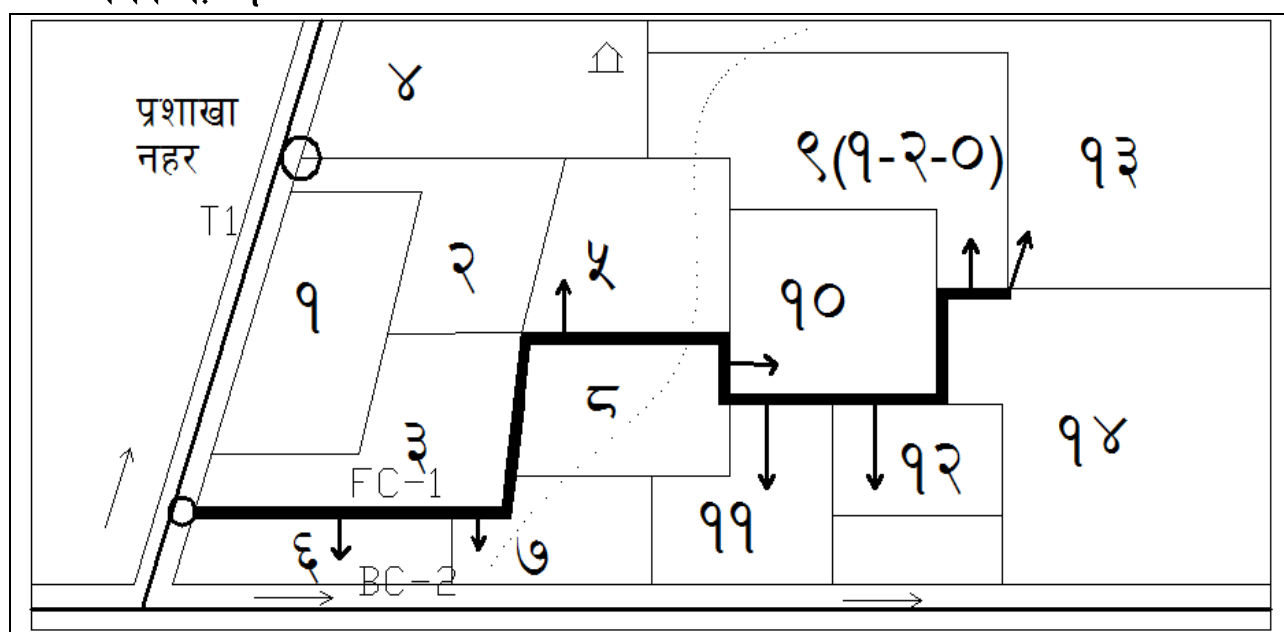 ४
प्रशाखा
नहर
९(१-२-०)
१३
T1
२
५
१
१०
८
३
१४
१२
FC-1
११
६
७
BC-2